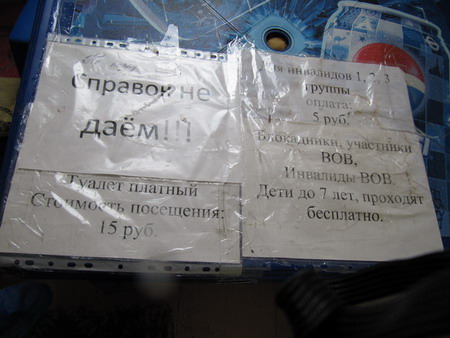 Справок не
даём!!!
Туалет платный
Стоимость посещения:
15 руб.
инвалидов 1, 2, 3
группы
оплата:
5 руб.
Блокадники, участники
ВОВ,
Инвалиды ВОВ.
Дети до 7 лет, проходят
бесплатно.